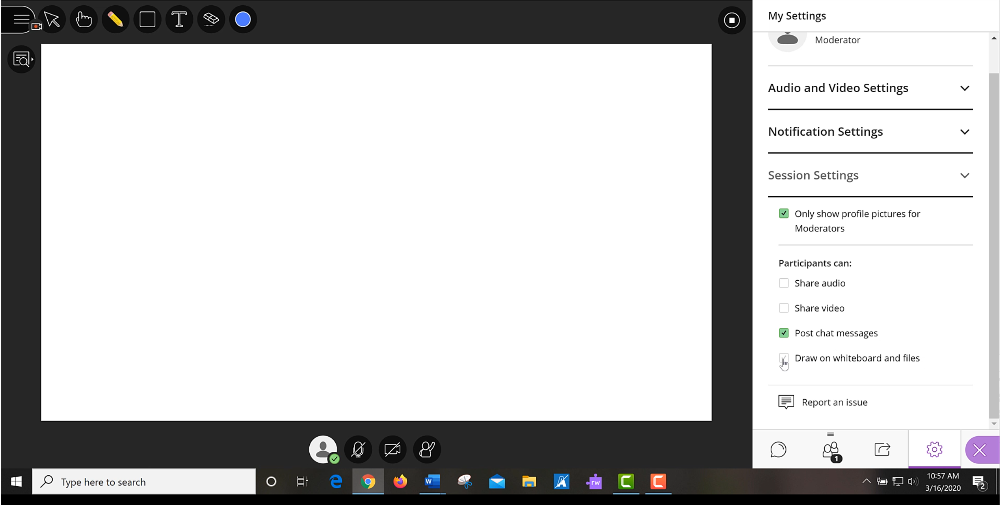 My Settings
Moderator
Audio and Video Settings
Notification Settings
Session Settings
Only show profile pictures for
Moderators
Participants can:
Share audio
Share video
Post chat messages
Draw on whiteboard and files
Report an issue
1
Type here to search
W
rw
10:57 AM
3/16/2020
2